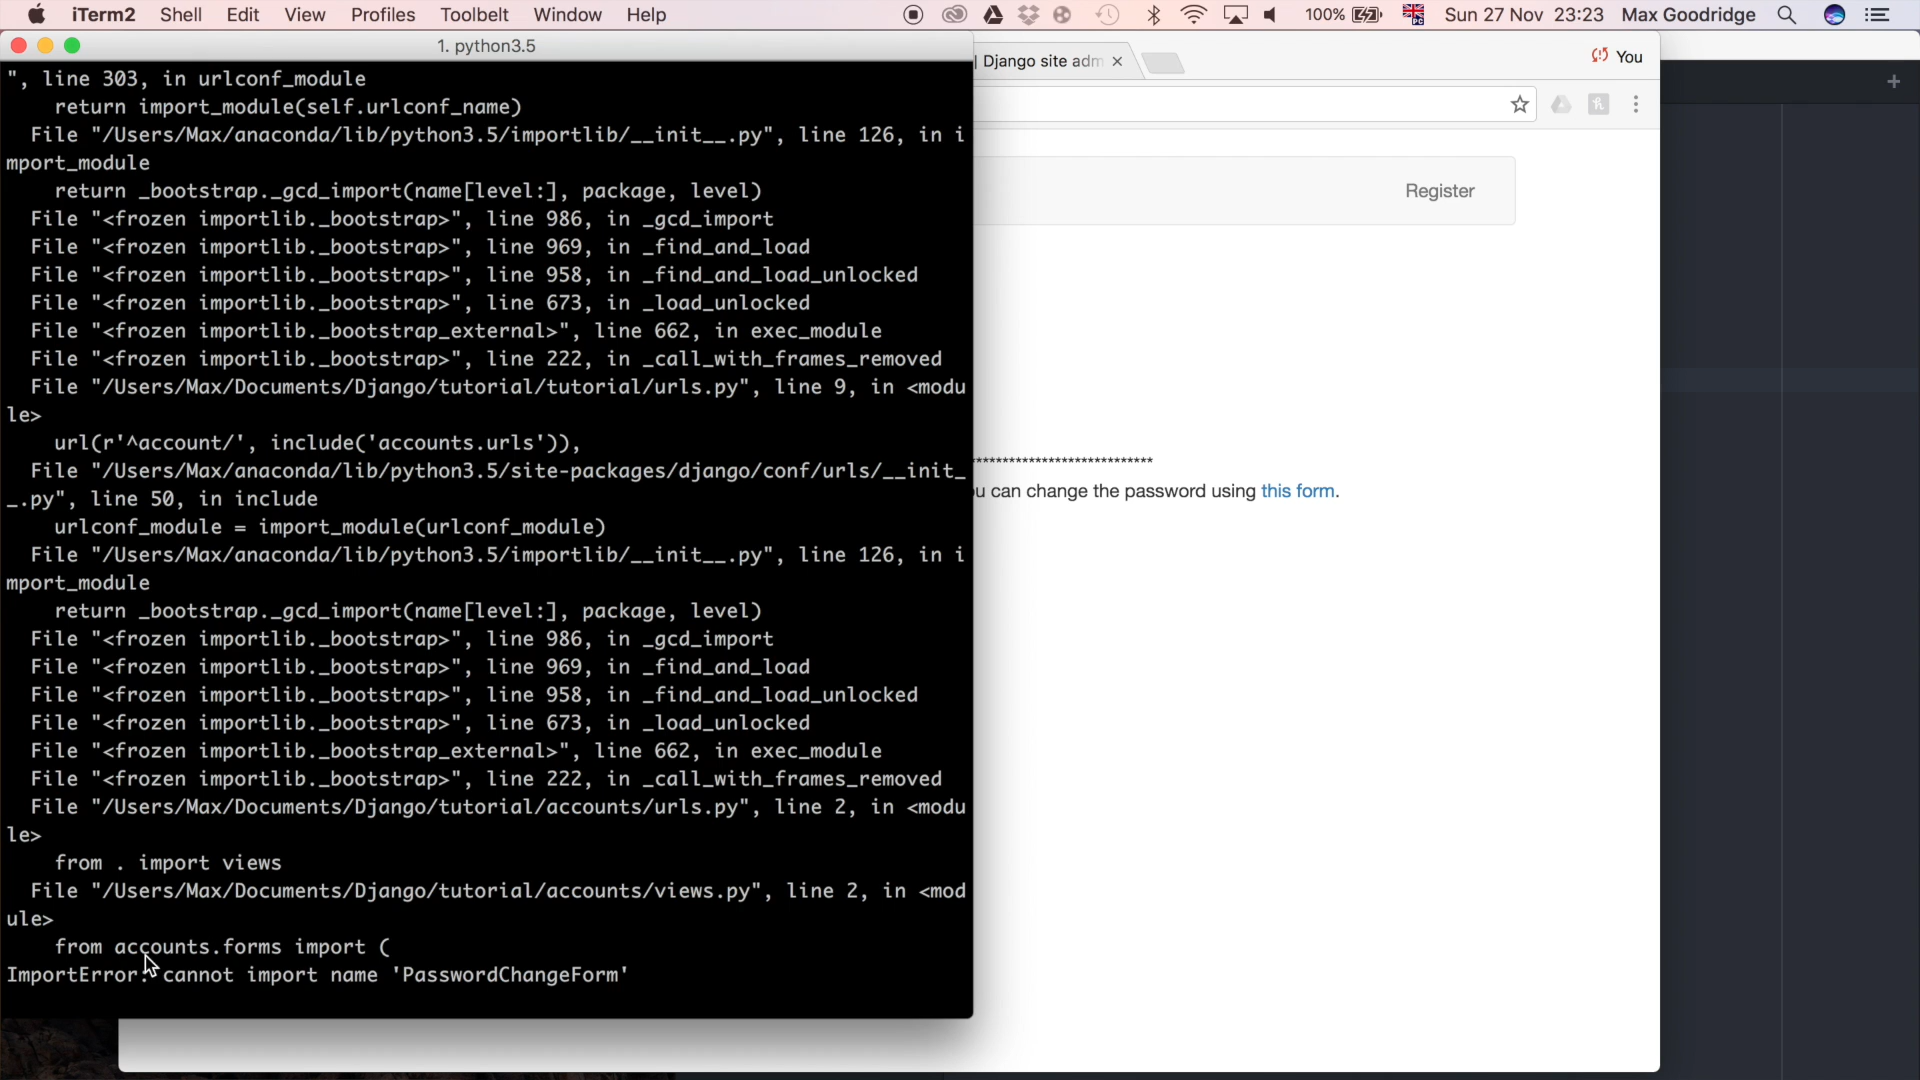 iTerm2 Shell Edit View Profiles Toolbelt Window Help 100% Sun 27 Nov 23:23 Max Goodridge
1. python3.5
| Django site adm
You
Register
", line 303, in urlconf_module
return import_module(self.urlconf_name)
File "/Users/Max/anaconda/lib/python3.5/importlib/__init__.py", line 126, in i
mport_module
return _bootstrap._gcd_import(name[level:], package, level)
File "<frozen importlib._bootstrap>", line 986, in _gcd_import
File "<frozen importlib._bootstrap>", line 969, in _find_and_load
File "<frozen importlib._bootstrap>", line 958, in _find_and_load_unlocked
File "<frozen importlib._bootstrap>", line 673, in _load_unlocked
File "<frozen importlib._bootstrap_external>", line 662, in exec_module
File "<frozen importlib._bootstrap>", line 222, in _call_with_frames_removed
File "/Users/Max/Documents/Django/tutorial/tutorial/urls.py", line 9, in <modu
le>
url(r'^account/', include('accounts.urls')),
File "/Users/Max/anaconda/lib/python3.5/site-packages/django/conf/urls/__init_
_.py", line 50, in include
urlconf_module = import_module(urlconf_module)
File "/Users/Max/anaconda/lib/python3.5/importlib/__init__.py", line 126, in i
mport_module
return _bootstrap._gcd_import(name[level:], package, level)
File "<frozen importlib._bootstrap>", line 986, in _gcd_import
File "<frozen importlib._bootstrap>", line 969, in _find_and_load
File "<frozen importlib._bootstrap>", line 958, in _find_and_load_unlocked
File "<frozen importlib._bootstrap>", line 673, in _load_unlocked
File "<frozen importlib._bootstrap_external>", line 662, in exec_module
File "<frozen importlib._bootstrap>", line 222, in _call_with_frames_removed
File "/Users/Max/Documents/Django/tutorial/accounts/urls.py", line 2, in <modu
le>
from . import views
File "/Users/Max/Documents/Django/tutorial/accounts/views.py", line 2, in <mod
ule>
from accounts.forms import (
ImportError: cannot import name 'PasswordChangeForm'
*****************************
u can change the password using this form.